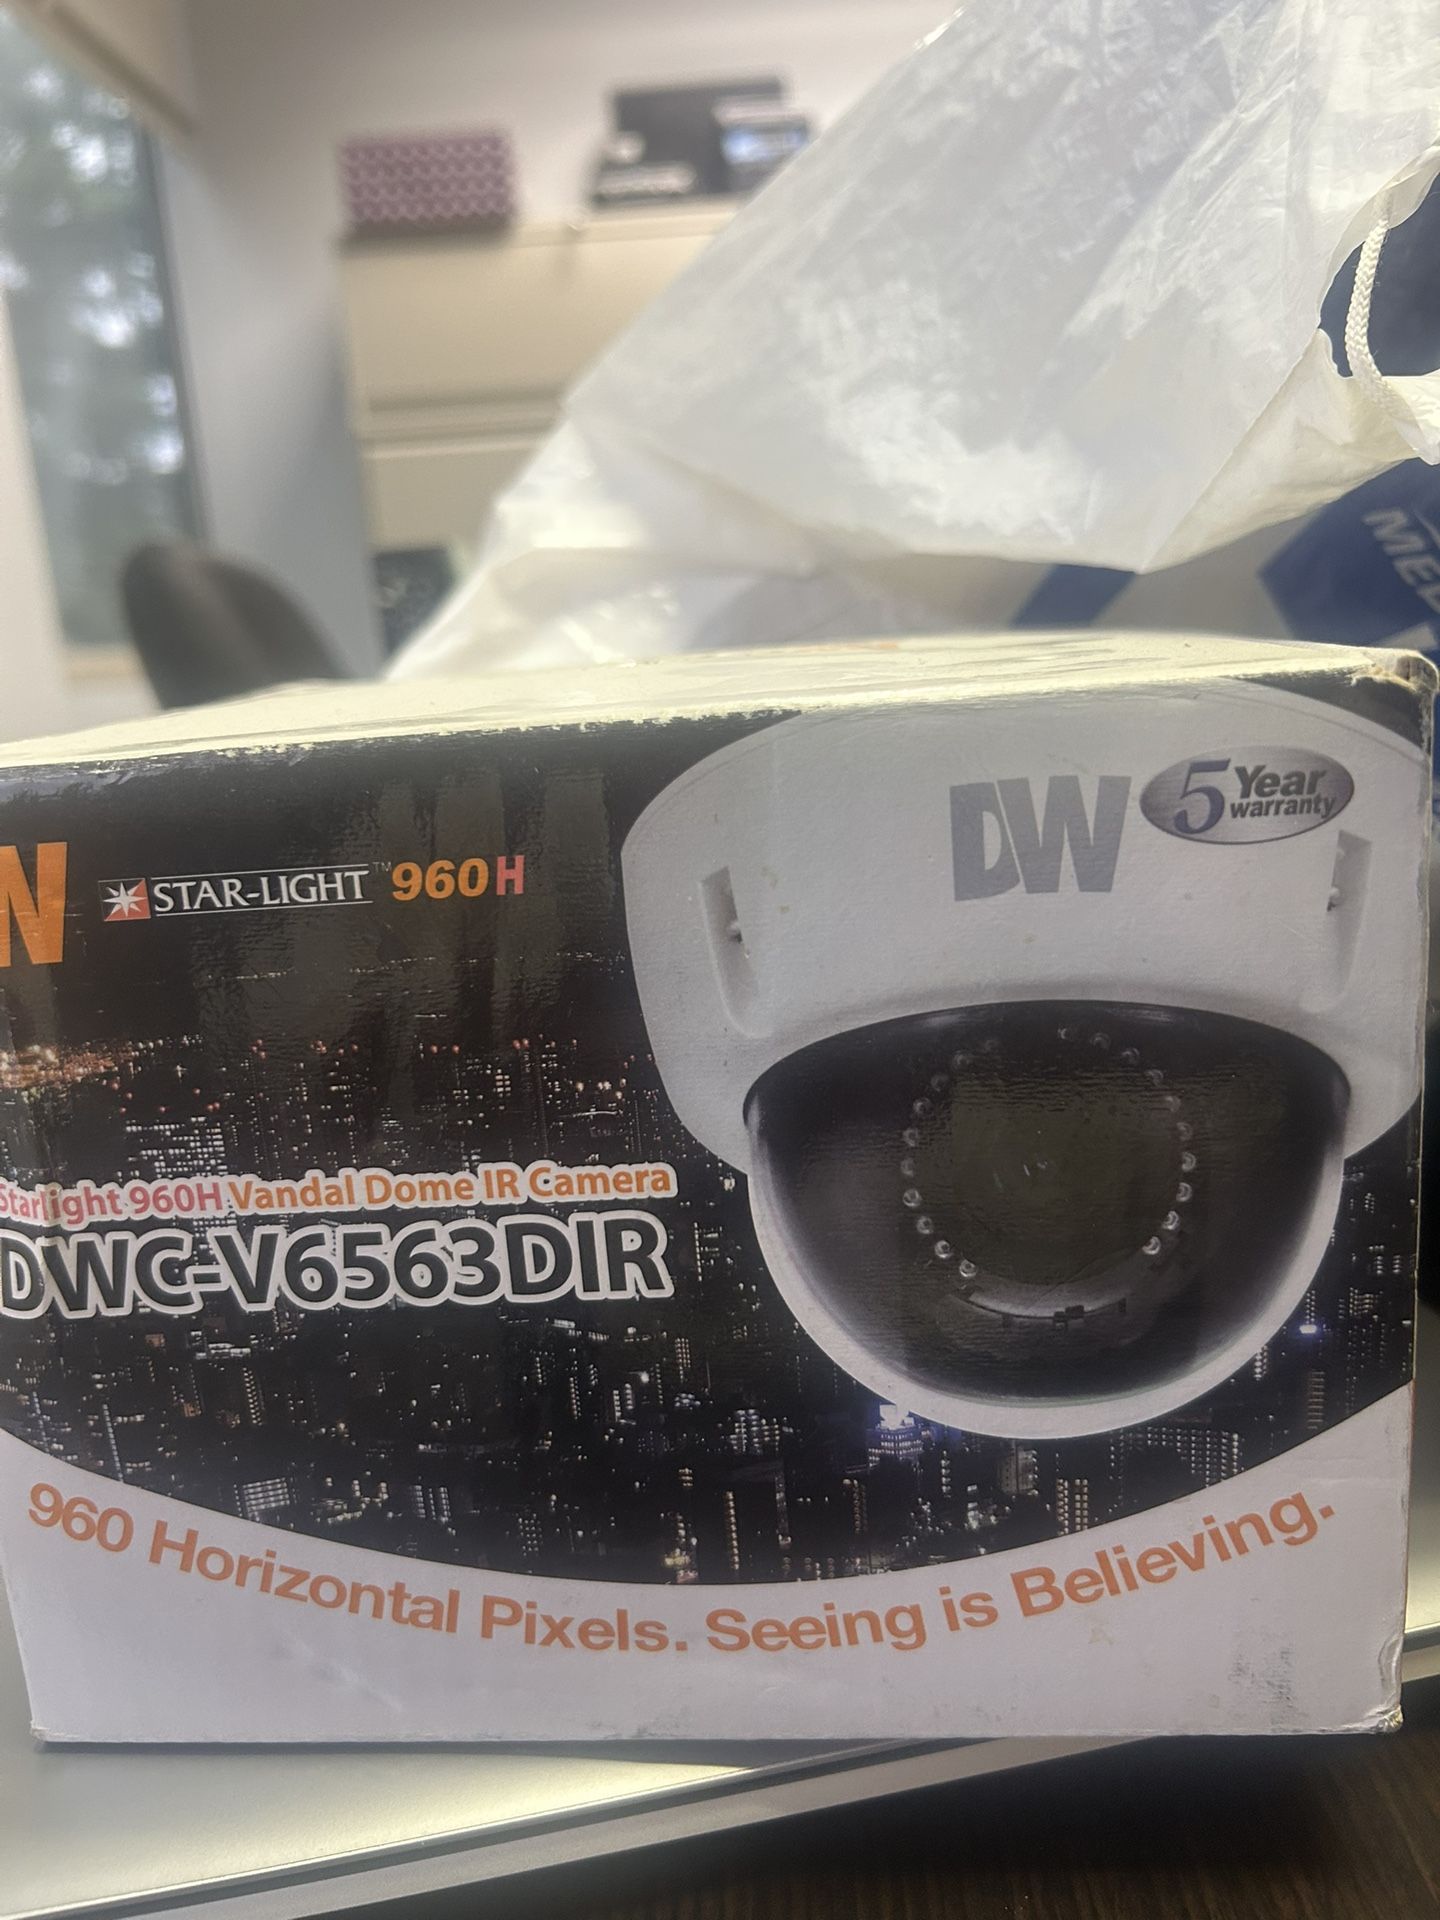 DW
5 Year
warranty
W
STAR-LIGHT™ 960H
Starlight 960H Vandal Dome IR Camera
DWC-V6563DIR
960 Horizontal Pixels. Seeing is Believing.